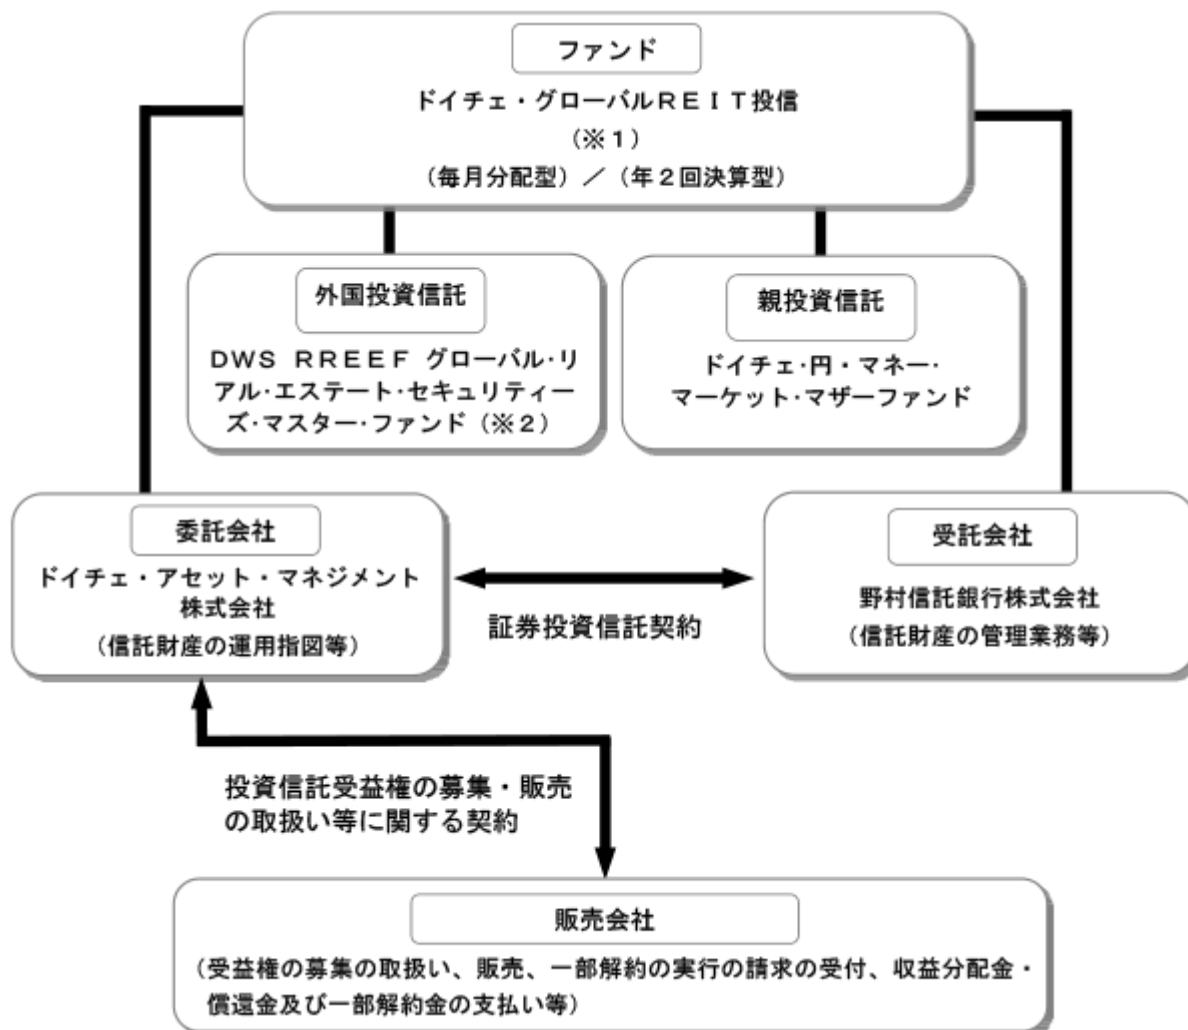 ファンド
ドイチェ・グローバルREIT投信
(※1)
(毎月分配型)/(年2回決算型)
外国投資信託
DWS RREEF グローバル・リ
アル・エステート・セキュリティー
ズ・マスター・ファンド(※2)
親投資信託
ドイチェ・円・マネー・
マーケット・マザーファンド
委託会社
ドイチェ・アセット・マネジメント
株式会社
(信託財産の運用指図等)
証券投資信託契約
受託会社
野村信託銀行株式会社
(信託財産の管理業務等)
投資信託受益権の募集・販売
の取扱い等に関する契約
販売会社
(受益権の募集の取扱い、販売、一部解約の実行の請求の受付、収益分配金・
償還金及び一部解約金の支払い等)